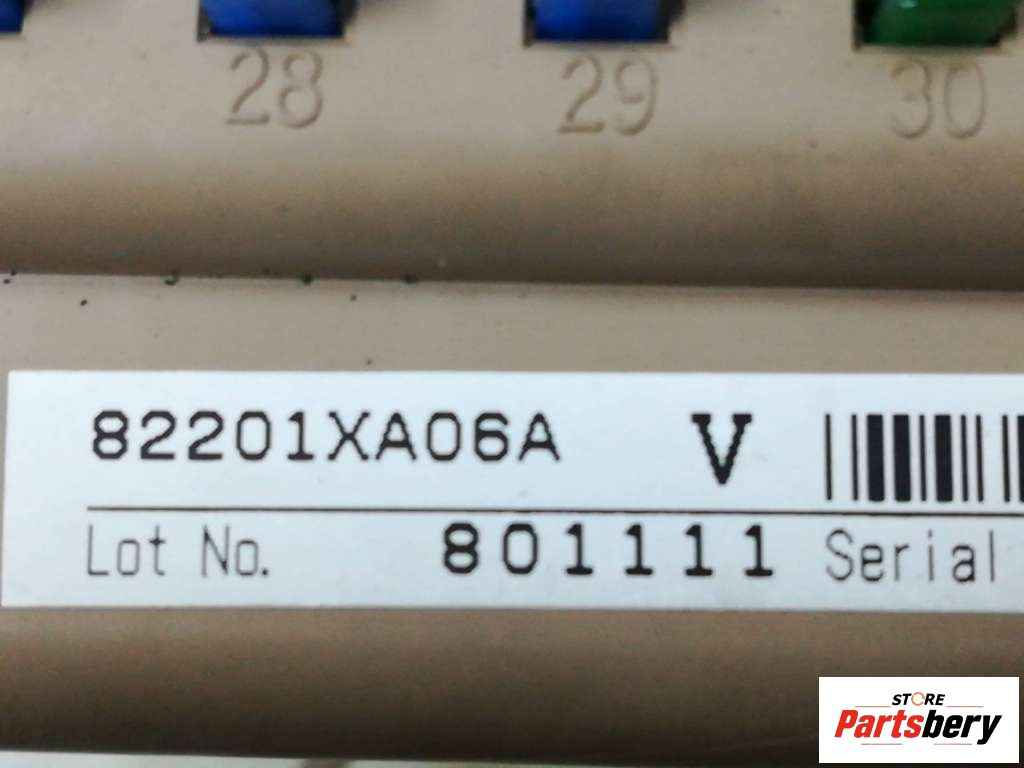 28 29 30
82201XA06A V
Lot No. 801111 Serial
STORE
Partsbery